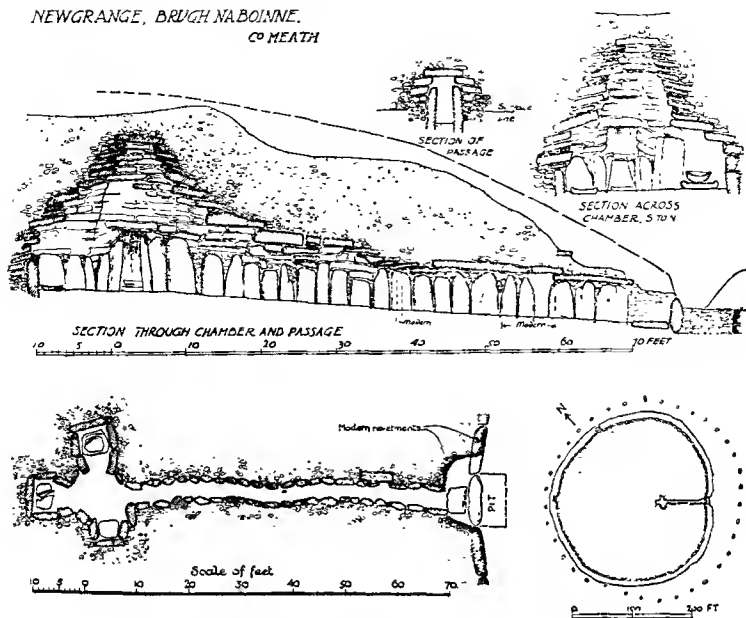 NEWGRANGE, BRUGH NABOINNE.
CO MEATH
SECTION OF
PASSAGE
LINE
SECTION ACROSS
CHAMBER, S TO N
Modern
Modern
SECTION THROUGH CHAMBER AND PASSAGE
10 5 0 10 20 30 40 50 60 70 FEET
Modern revetments
PIT
N
Scale of feet
10 5 0 10 20 30 40 50 60 70
0 100 200 FT